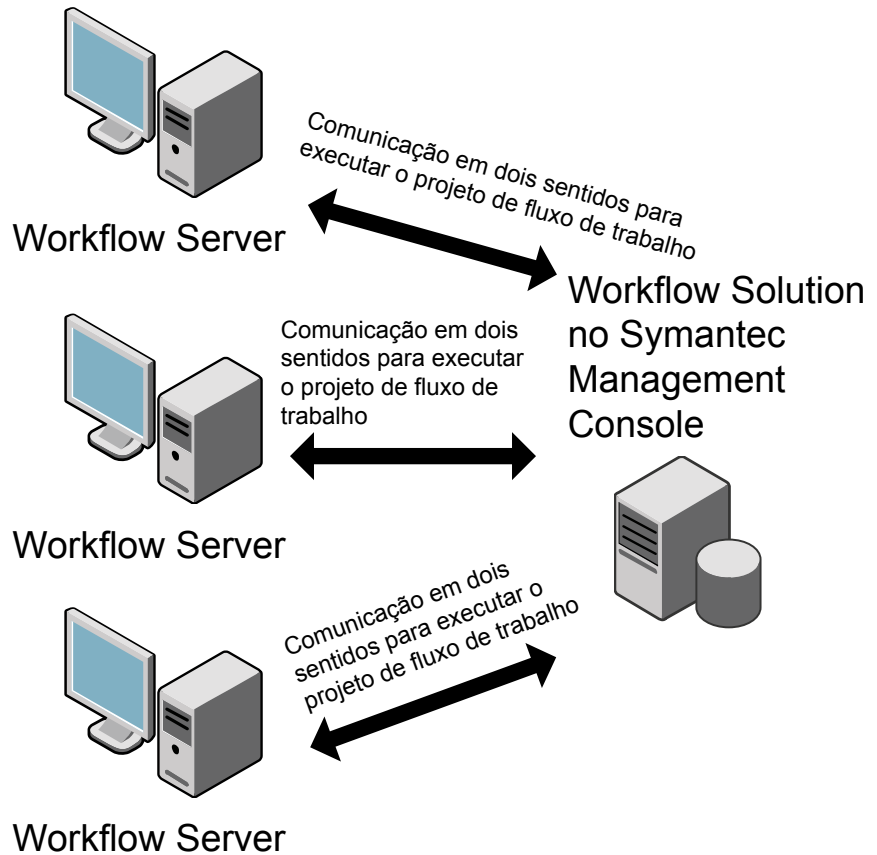 Comunicação em dois sentidos para
executar o projeto de fluxo de trabalho
Workflow Server
Workflow Solution
no Symantec
Management
Console
Comunicação em dois
sentidos para executar
o projeto de fluxo de
trabalho
Workflow Server
Comunicação em dois
sentidos para executar o
projeto de fluxo de trabalho
Workflow Server